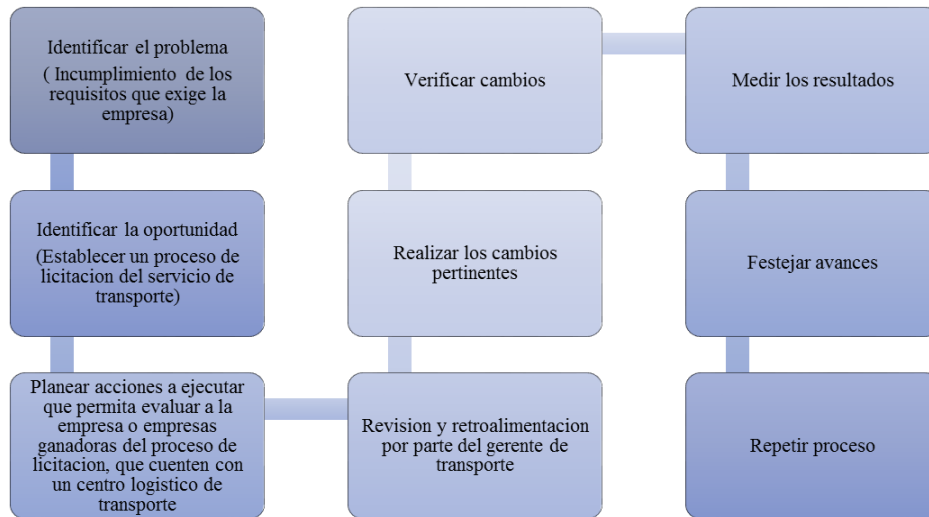 Identificar el problema
( Incumplimiento de los
requisitos que exige la
empresa)
Identificar la oportunidad
(Establecer un proceso de
licitacion del servicio de
transporte)
Planear acciones a ejecutar
que permita evaluar a la
empresa o empresas
ganadoras del proceso de
licitacion, que cuenten con
un centro logistico de
transporte
Revision y retroalimentacion
por parte del gerente de
transporte
Realizar los cambios
pertinentes
Verificar cambios
Medir los resultados
Festejar avances
Repetir proceso